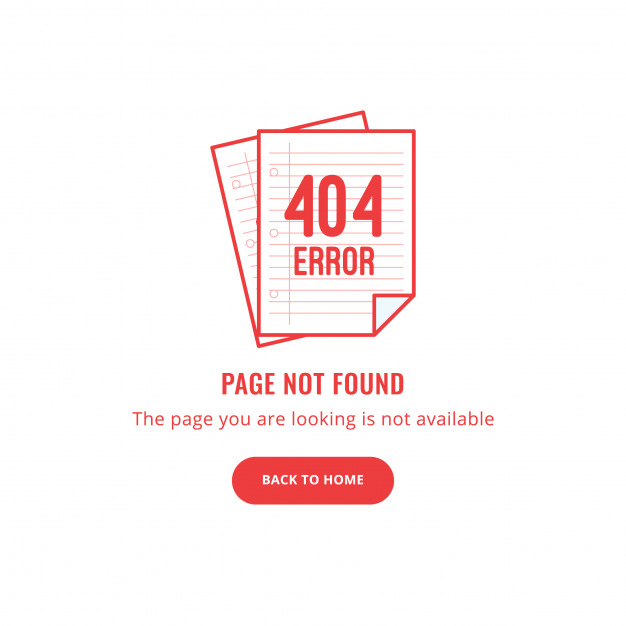 404
ERROR
PAGE NOT FOUND
The page you are looking is not available
BACK TO HOME